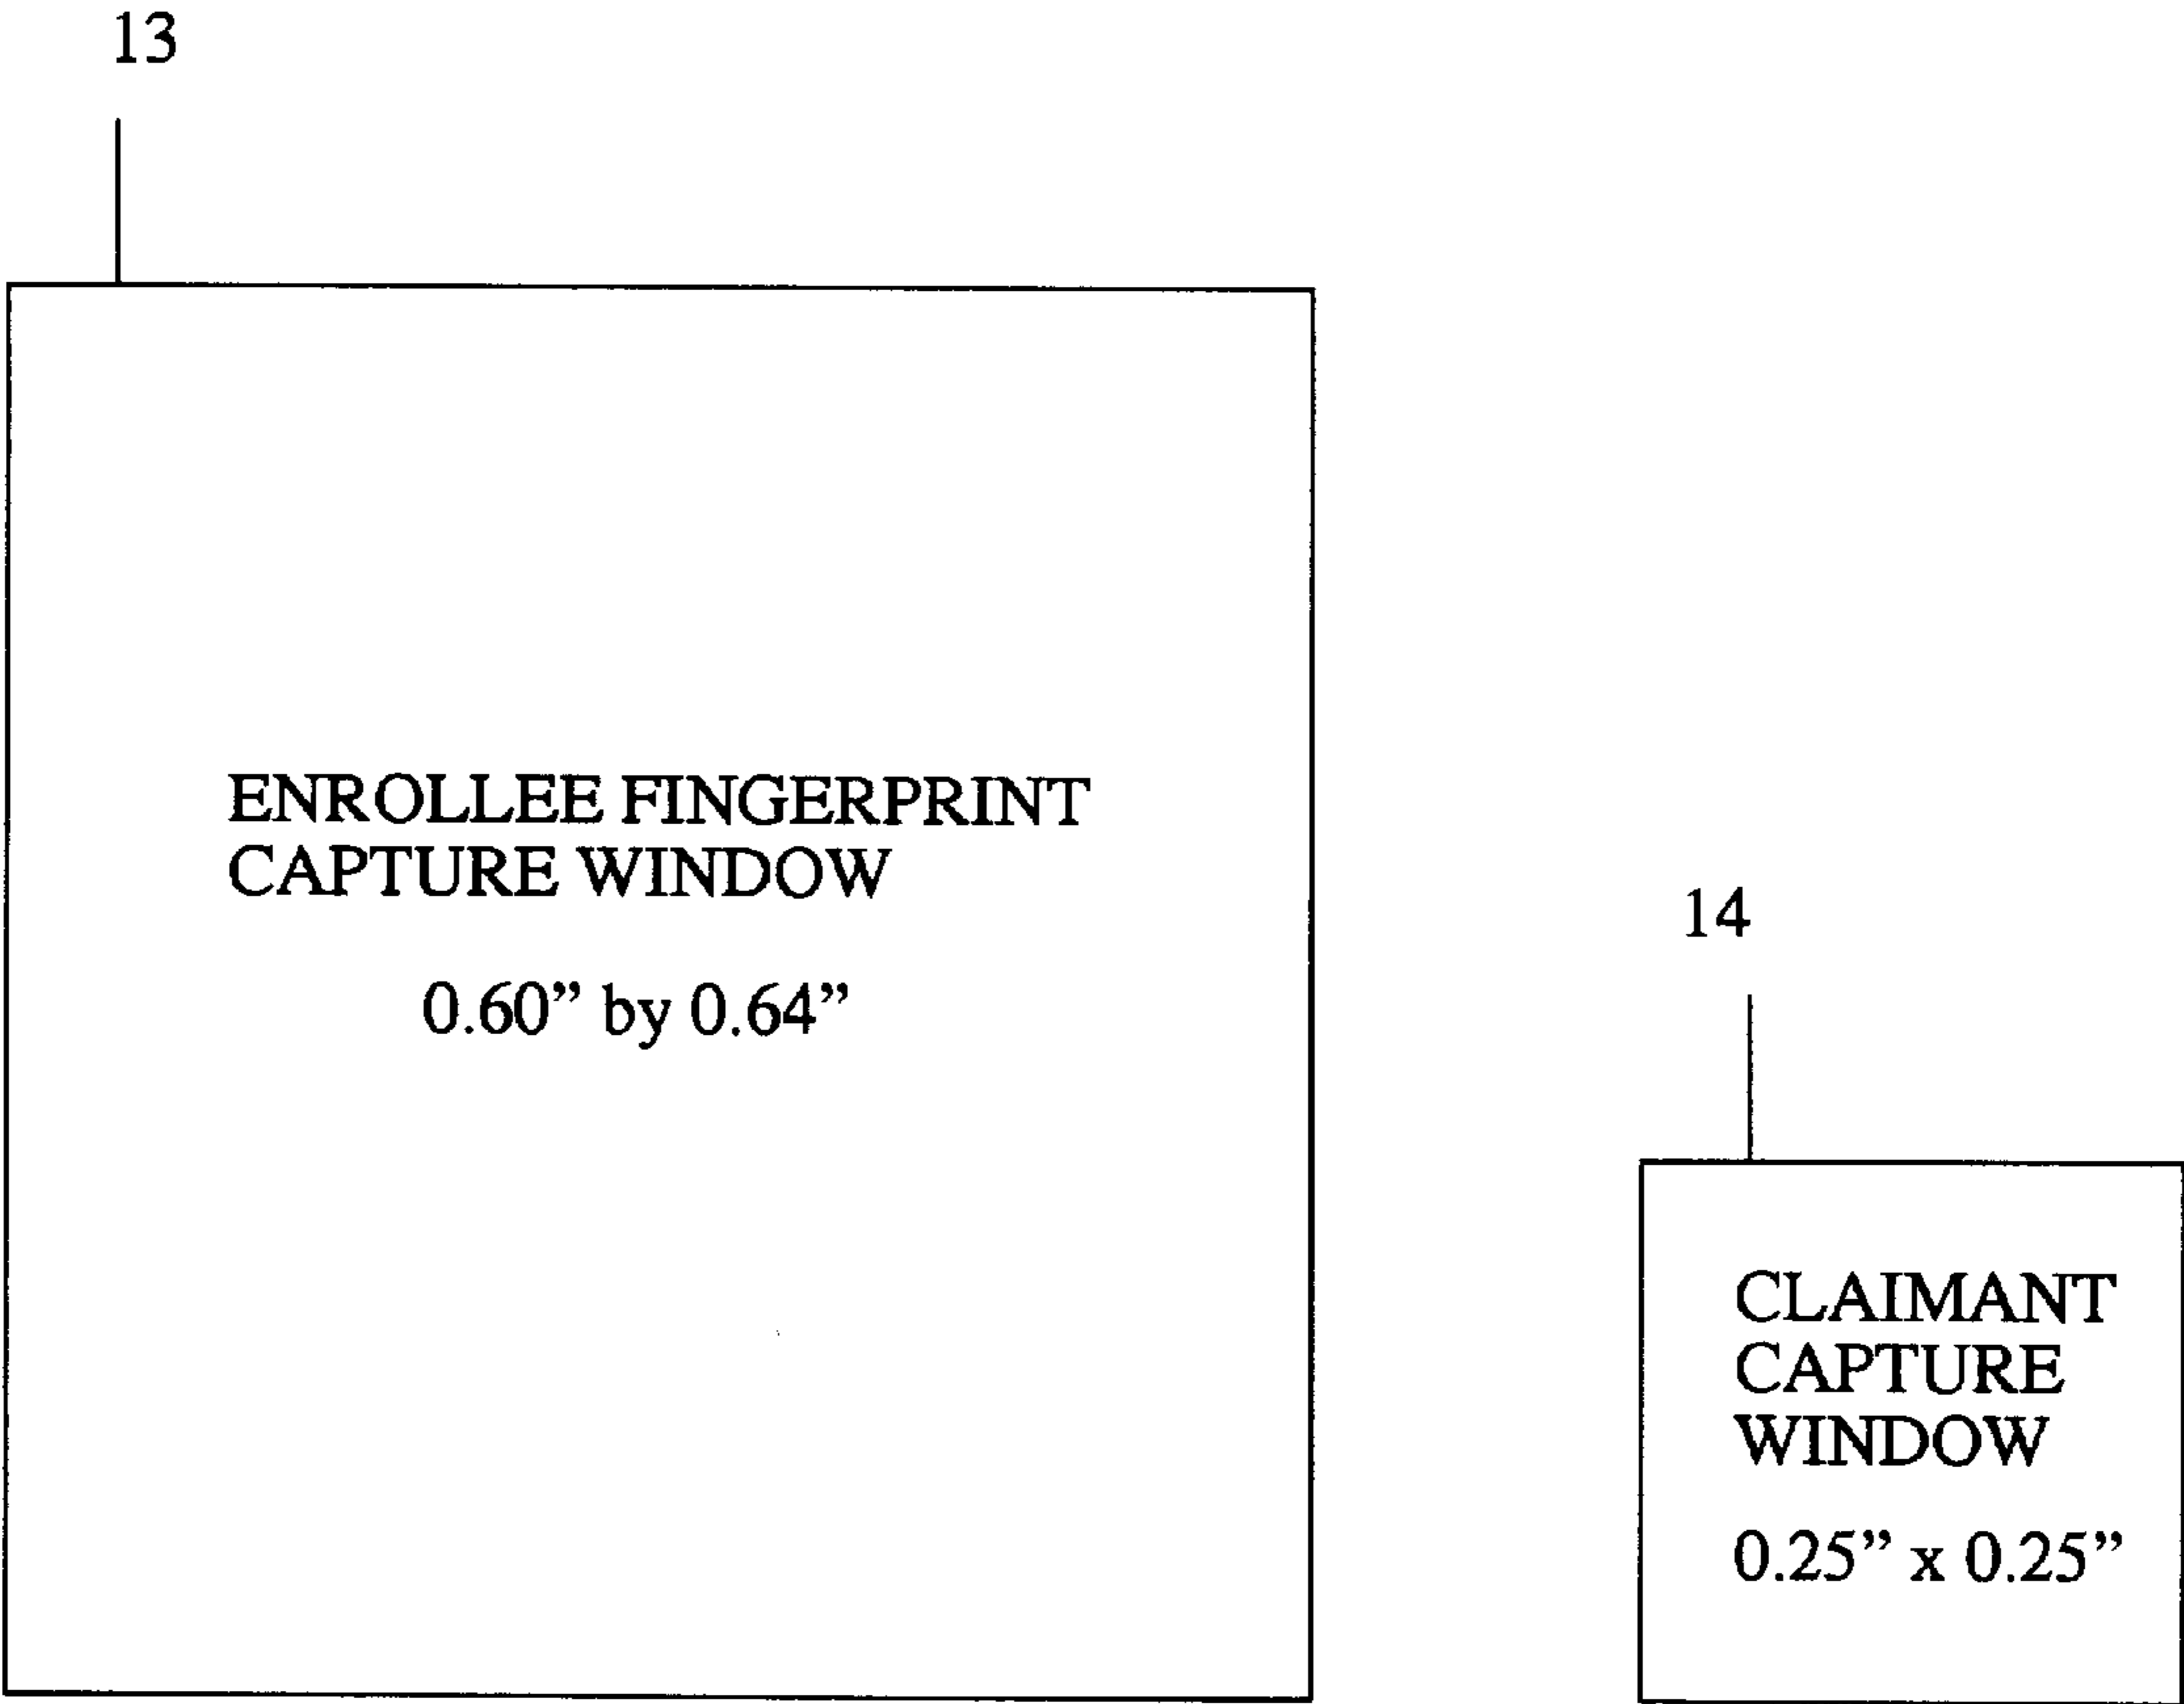 13
ENROLLEE FINGERPRINT
CAPTURE WINDOW
0.60” by 0.64”
14
CLAIMANT
CAPTURE
WINDOW
0.25” x 0.25”